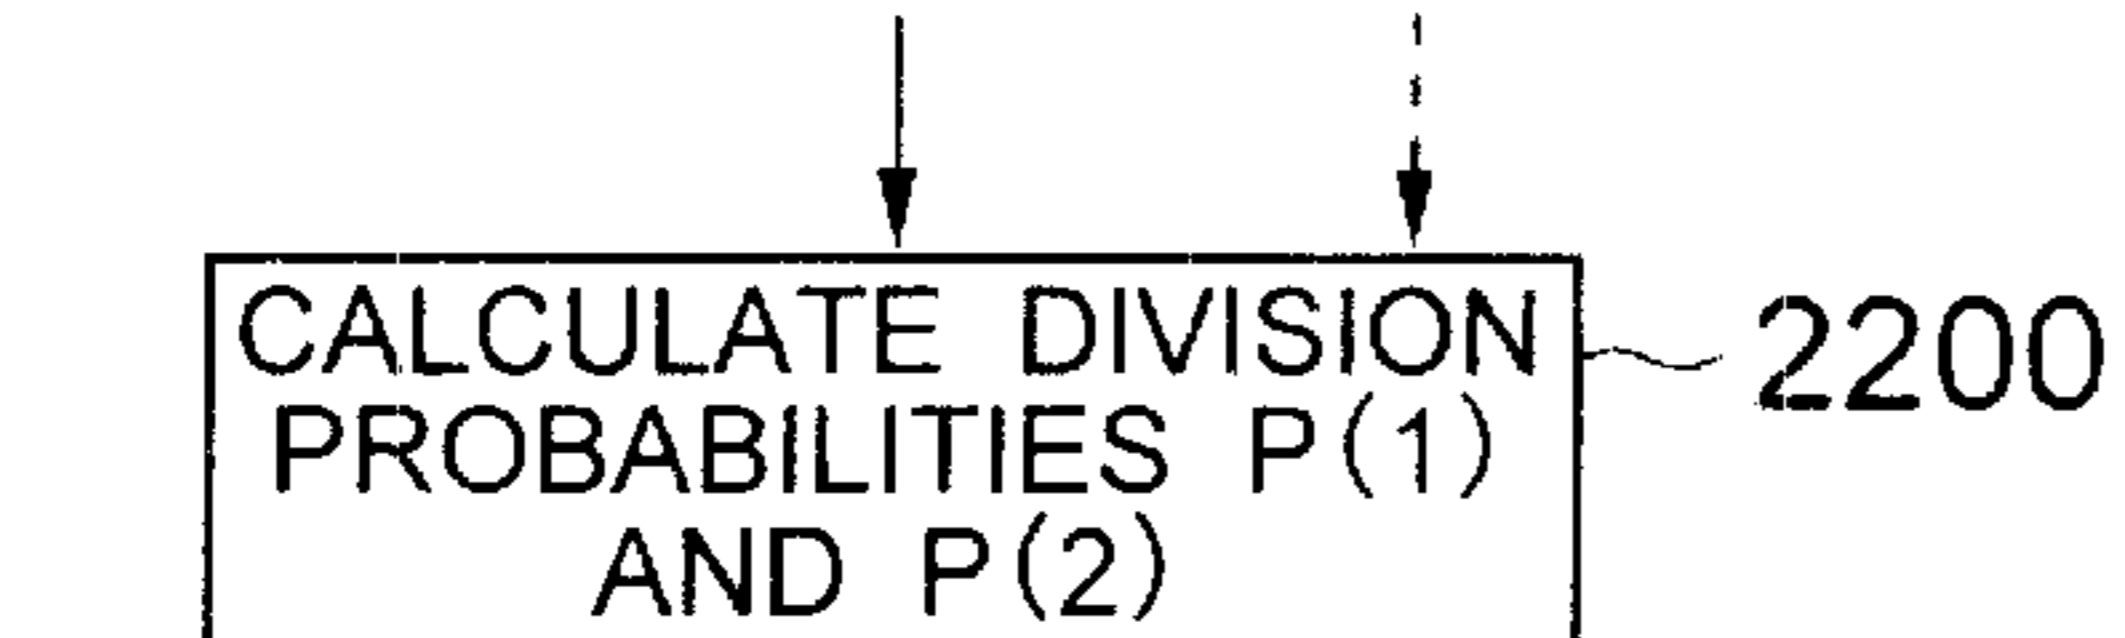 CALCULATE DIVISION
PROBABILITIES P(1)
AND P(2)
2200